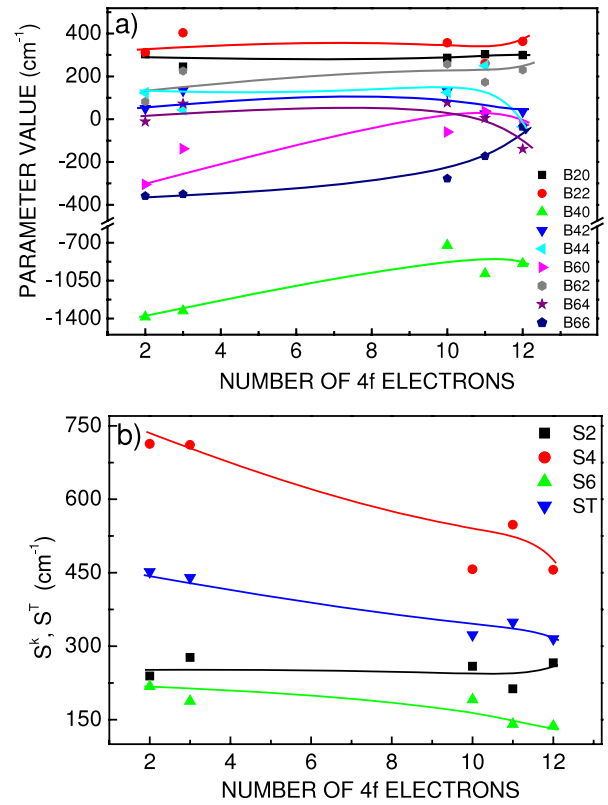 a)
400
200
0
-200
-400
-700
-1050
-1400
PARAMETER VALUE (cm-1)
B20
B22
B40
B42
B44
B60
B62
B64
B66
2 4 6 8 10 12
NUMBER OF 4f ELECTRONS
b)
750
600
450
300
150
Sk, ST (cm-1)
S2
S4
S6
ST
2 4 6 8 10 12
NUMBER OF 4f ELECTRONS